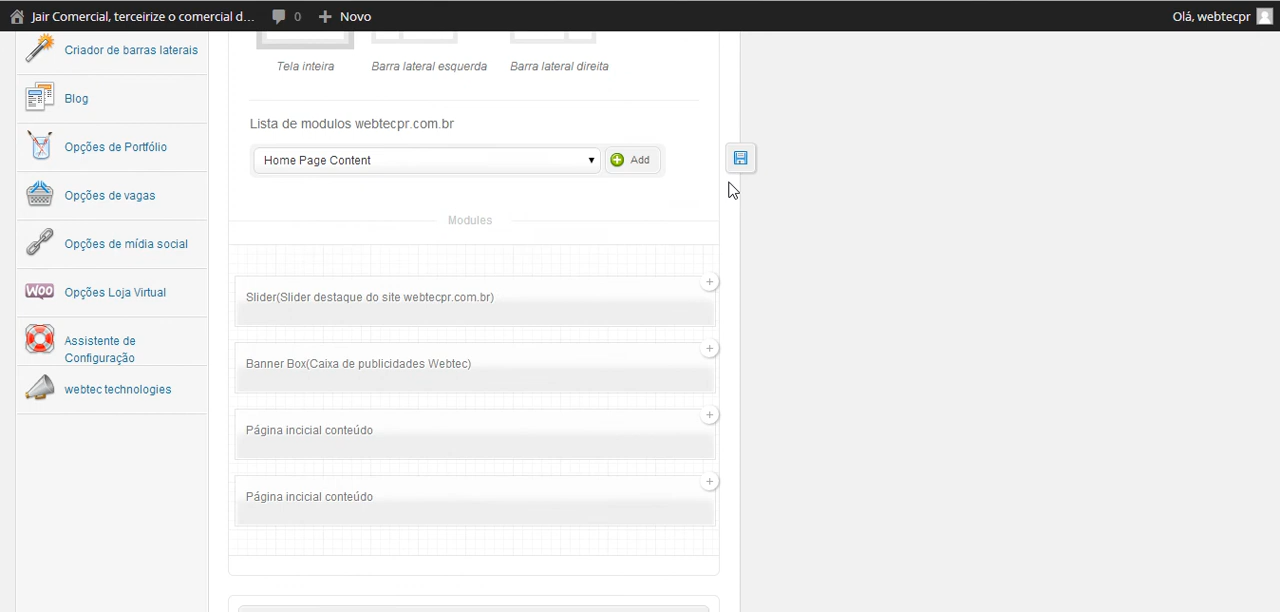 Jair Comercial, terceirize o comercial d... 0 Novo Olá, webtecpr
Criador de barras laterais
Blog
Opções de Portfólio
Opções de vagas
Opções de mídia social
WOO Opções Loja Virtual
Assistente de
Configuração
webtec technologies
Tela inteira Barra lateral esquerda Barra lateral direita
Lista de modulos webtecpr.com.br
Home Page Content Add
Modules
Slider(Slider destaque do site webtecpr.com.br)
Banner Box(Caixa de publicidades Webtec)
Página incicial conteúdo
Página incicial conteúdo